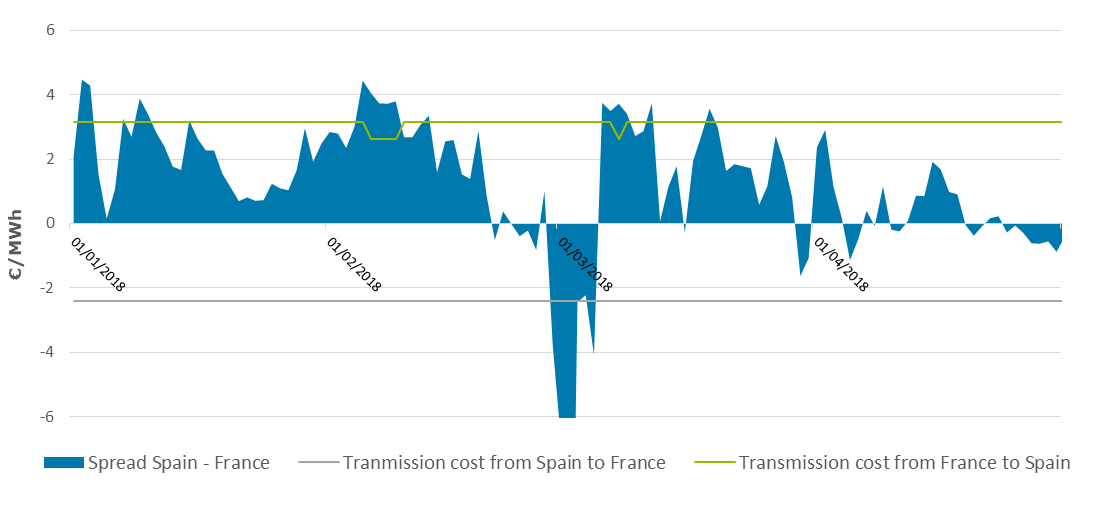 6
4
2
0
-2
-4
-6
€/MWh
01/01/2018
01/02/2018
01/03/2018
01/04/2018
Spread Spain - France
Tranmission cost from Spain to France
Transmission cost from France to Spain